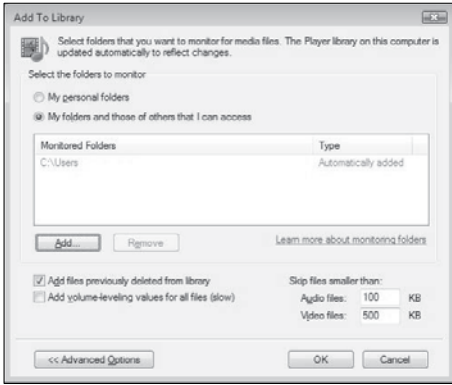 Add To Library
Select folders that you want to monitor for media files. The Player library on this computer is
updated automatically to reflect changes.
Select the folders to monitor
My personal folders
My folders and those of others that I can access
Monitored Folders Type
C:\Users Automatically added
Add... Remove Learn more about monitoring folders
Add files previously deleted from library Skip files smaller than:
Add volume-leveling values for all files (slow) Audio files: 100 KB
Video files: 500 KB
<< Advanced Options OK Cancel